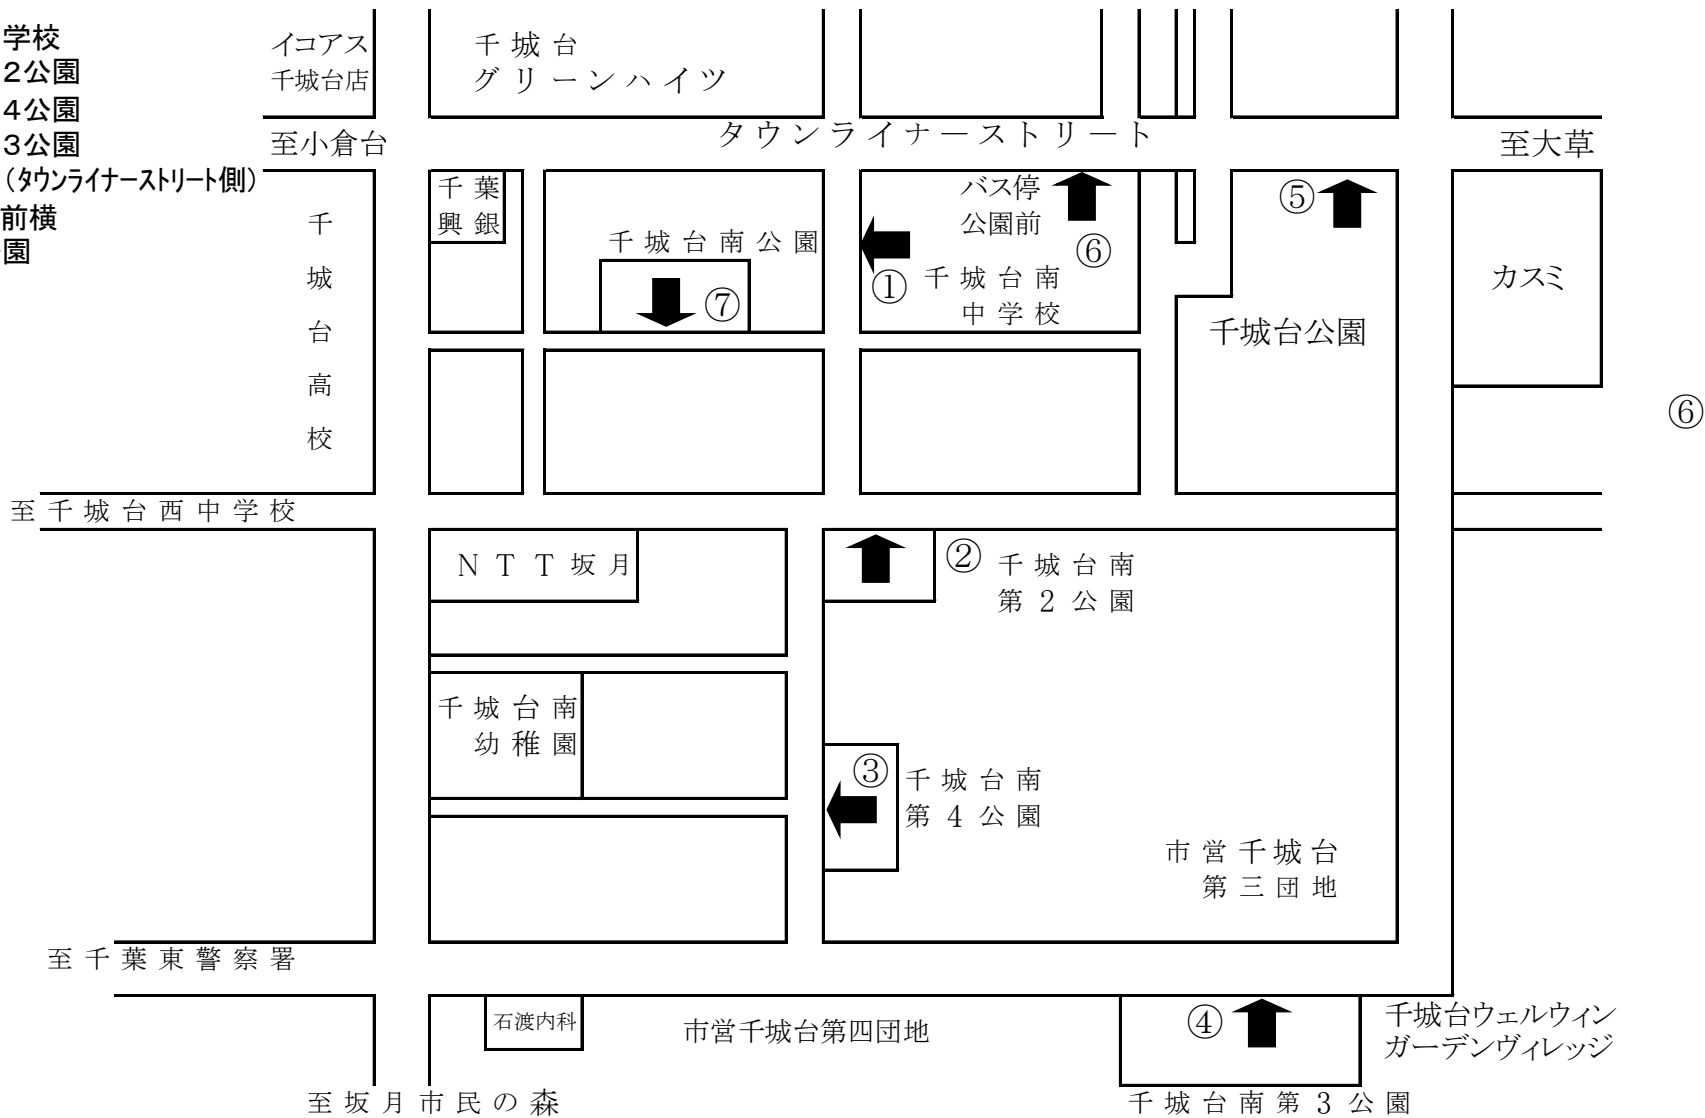 学校
2公園
4公園
3公園
（タウンライナーストリート側）
前横
園
イコアス
千城台店
千城台
グリーンハイツ
至小倉台
タウンライナーストリート
至大草
千葉
興銀
千城台高校
千城台南公園
⑦
①
バス停
公園前
⑥
千城台南
中学校
⑤
千城台公園
カスミ
⑥
至千城台西中学校
NTT坂月
②
千城台南
第2公園
千城台南
幼稚園
③
千城台南
第4公園
市営千城台
第三団地
至千葉東警察署
石渡内科
市営千城台第四団地
④
千城台ウェルウィン
ガーデンヴィレッジ
至坂月市民の森
千城台南第3公園